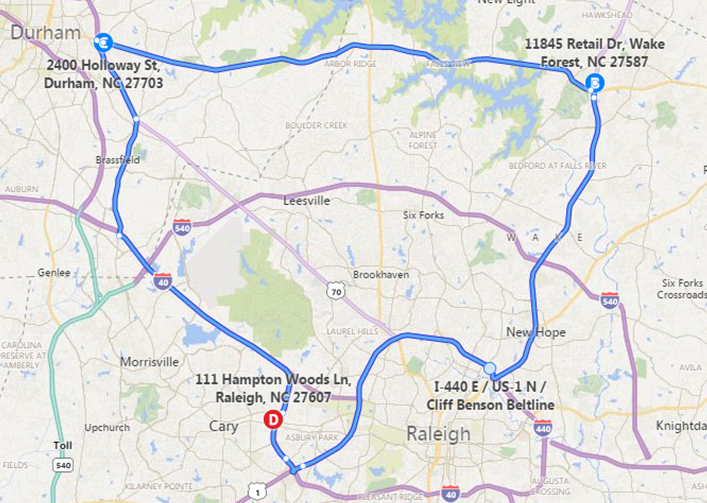 New Light
HAWKSHEAD
Durham
E
2400 Holloway St,
Durham, NC 27703
11845 Retail Dr, Wake
Forest, NC 27587
B
ARBOR RIDGE
FALLS VIEW
BOULDER CREEK
ALPINE
FOREST
Brassfield
BEDFORD AT FALLS RIVER
AUBURN
Leesville
Six Forks
540
W A K E
Genlee
40
Brookhaven
70
540
Six Forks
Crossroads
CAROLINA
PRESERVE AT
AMBERLY
LAUREL HILLS
New Hope
Morrisville
AVILA
111 Hampton Woods Ln,
Raleigh, NC 27607
I-440 E / US-1 N /
Cliff Benson Beltline
D
Upchurch
Cary
ASBURY PARK
Raleigh
440
Knightda
Toll
540
FIELDS
KILARNEY POINTE
1
PLEASANT RIDGE
40
AUGUSTA
CROSSING